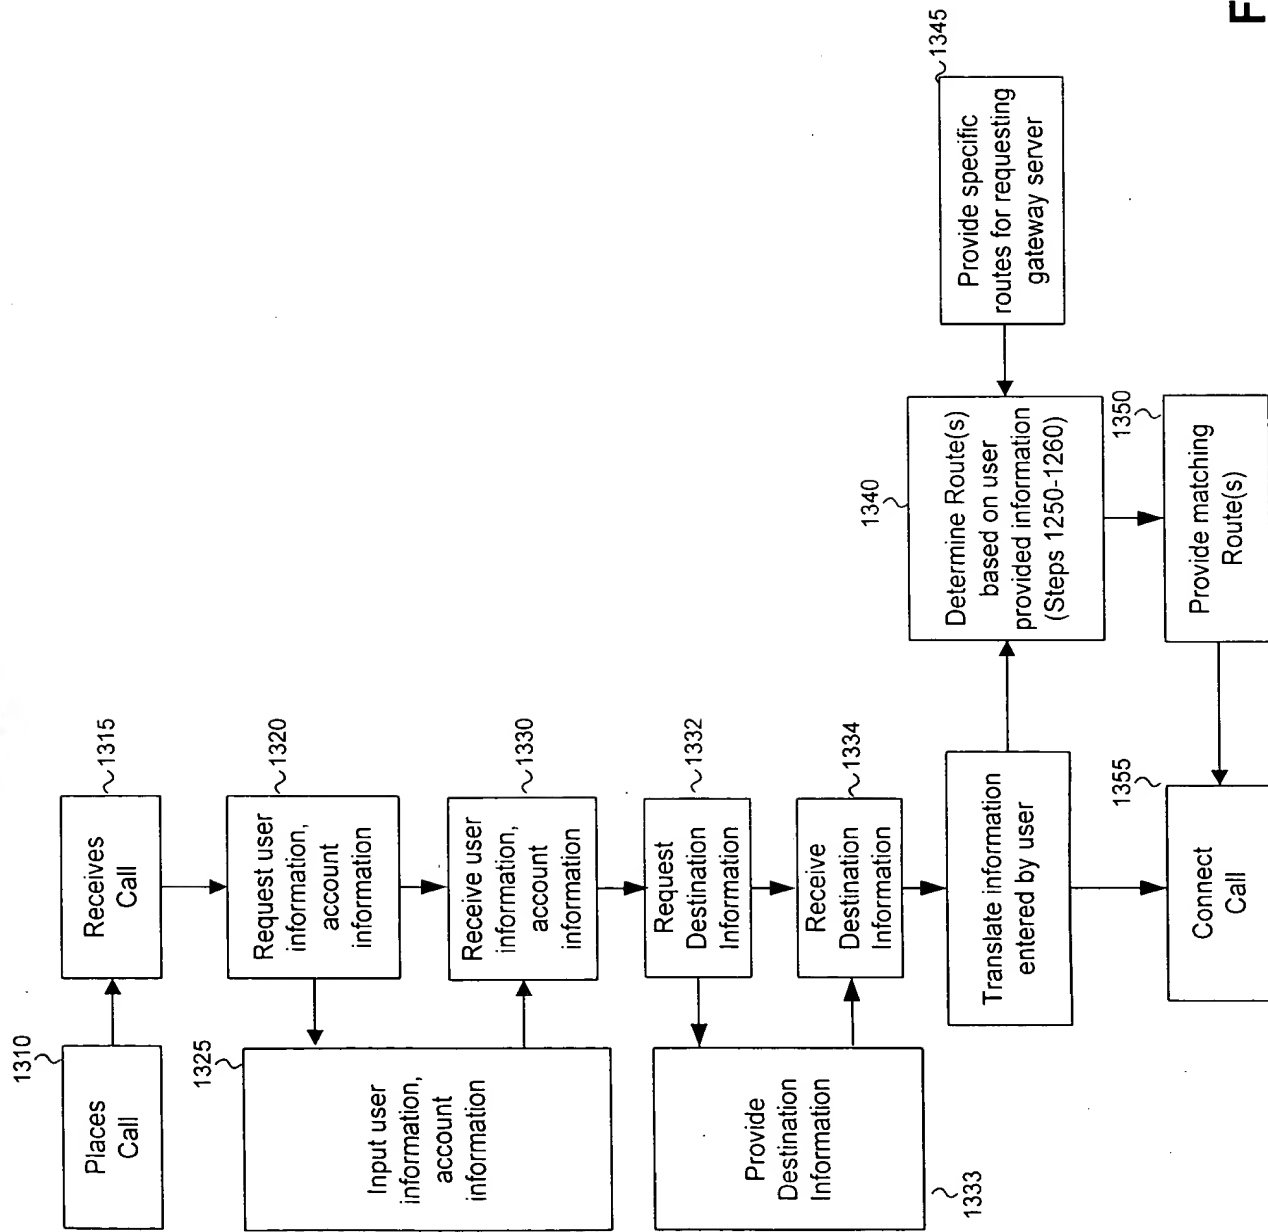 1310
Places
Call
1315
Receives
Call
1320
Request user
information,
account
information
1325
Input user
information,
account
information
1330
Receive user
information,
account
information
1332
Request
Destination
Information
1333
Provide
Destination
Information
1334
Receive
Destination
Information
Translate information
entered by user
1340
Determine Route(s)
based on user
provided information
(Steps 1250-1260)
1345
Provide specific
routes for requesting
gateway server
1350
Provide matching
Route(s)
1355
Connect
Call
F